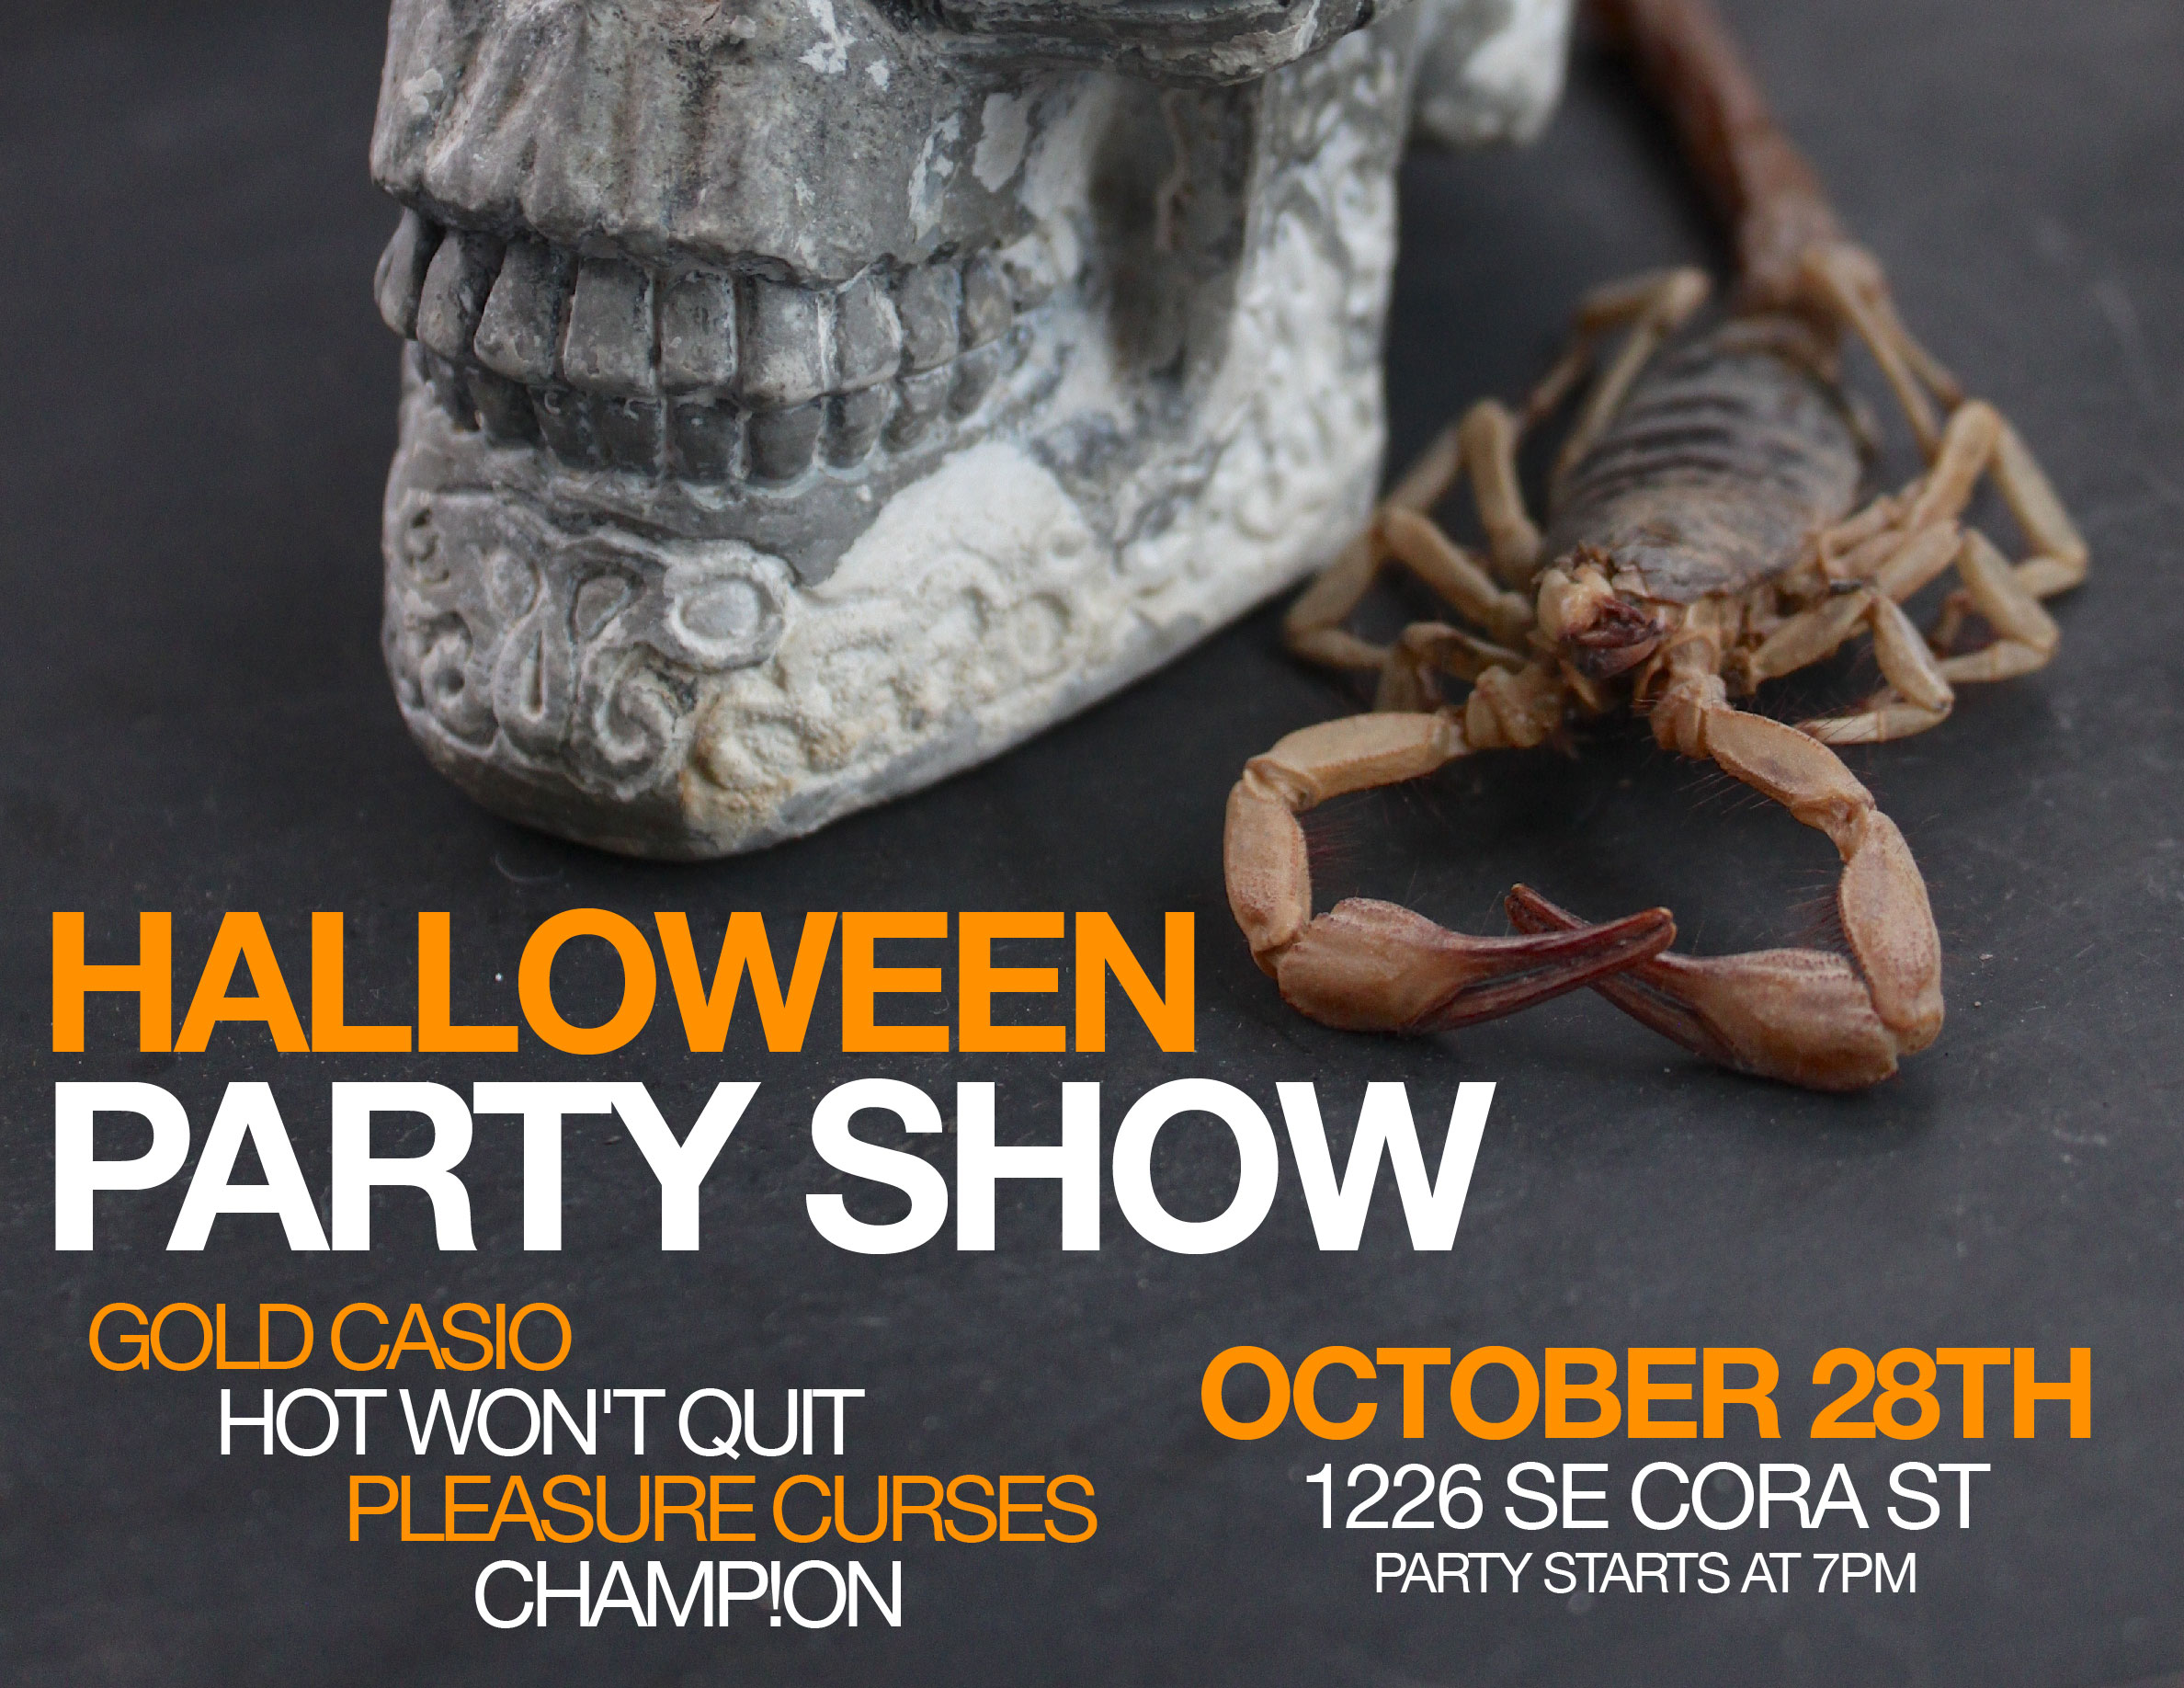 HALLOWEEN
PARTY SHOW
GOLD CASIO
HOT WON'T QUIT
PLEASURE CURSES
CHAMP!ON
OCTOBER 28TH
1226 SE CORA ST
PARTY STARTS AT 7PM